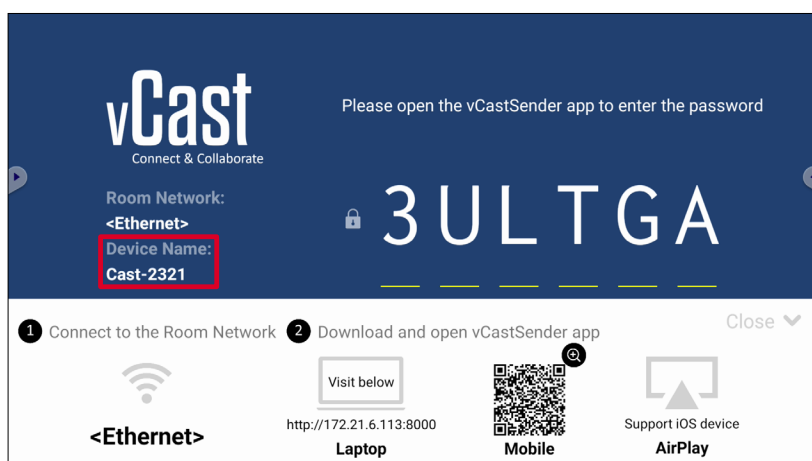 vCast
Connect & Collaborate
Please open the vCastSender app to enter the password
Room Network:
<Ethernet>
Device Name:
Cast-2321
3ULTGA
1 Connect to the Room Network
2 Download and open vCastSender app
Close
<Ethernet>
Visit below
http://172.21.6.113:8000
Laptop
Mobile
Support iOS device
AirPlay